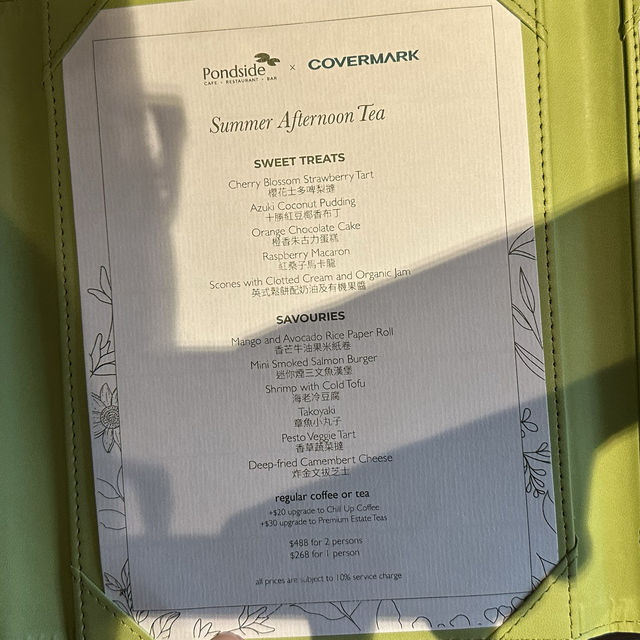 Pondside
CAFE • RESTAURANT • BAR
x
COVERMARK
Summer Afternoon Tea
SWEET TREATS
Cherry Blossom Strawberry Tart
櫻花士多啤梨撻
Azuki Coconut Pudding
十勝紅豆椰香布丁
Orange Chocolate Cake
橙香朱古力蛋糕
Raspberry Macaron
紅桑子馬卡龍
Scones with Clotted Cream and Organic Jam
英式鬆餅配奶油及有機果醬
SAVOURIES
Mango and Avocado Rice Paper Roll
香芒牛油果米紙卷
Mini Smoked Salmon Burger
迷你煙三文魚漢堡
Shrimp with Cold Tofu
海老冷豆腐
Takoyaki
章魚小丸子
Pesto Veggie Tart
香草蔬菜撻
Deep-fried Camembert Cheese
炸金文拔芝士
regular coffee or tea
+$20 upgrade to Chill Up Coffee
+$30 upgrade to Premium Estate Teas
$488 for 2 persons
$268 for 1 person
all prices are subject to 10% service charge